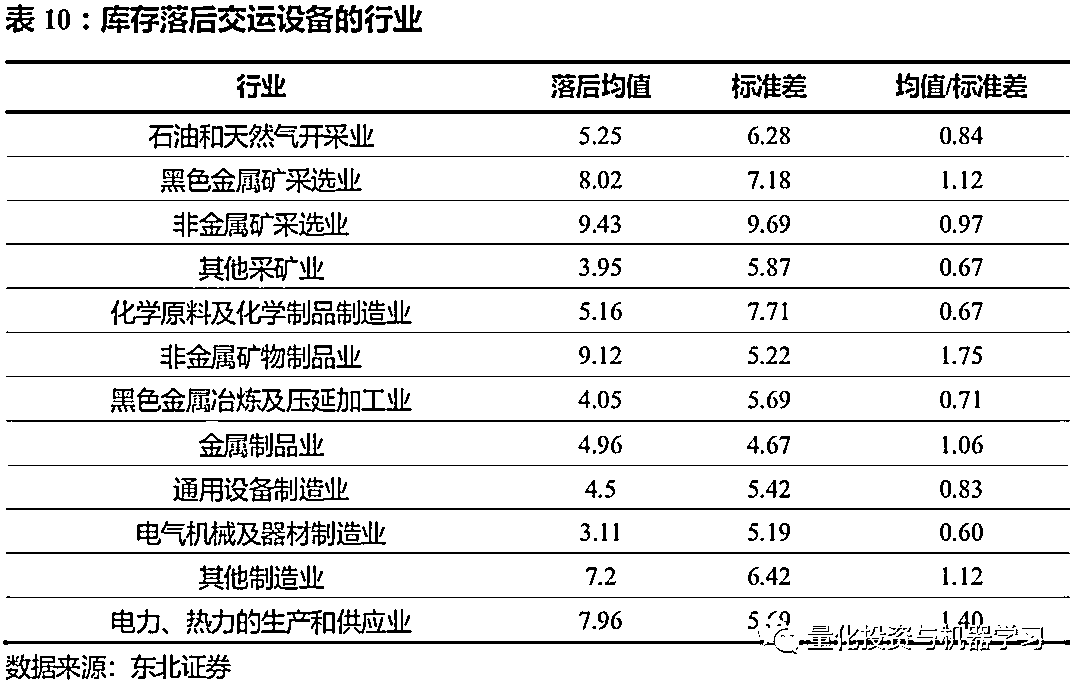 表 10：库存落后交运设备的行业
行业 落后均值 标准差 均值/标准差
石油和天然气开采业 5.25 6.28 0.84
黑色金属矿采选业 8.02 7.18 1.12
非金属矿采选业 9.43 9.69 0.97
其他采矿业 3.95 5.87 0.67
化学原料及化学制品制造业 5.16 7.71 0.67
非金属矿物制品业 9.12 5.22 1.75
黑色金属冶炼及压延加工业 4.05 5.69 0.71
金属制品业 4.96 4.67 1.06
通用设备制造业 4.5 5.42 0.83
电气机械及器材制造业 3.11 5.19 0.60
其他制造业 7.2 6.42 1.12
电力、热力的生产和供应业 7.96 5.69 1.40
量化投资与机器学习
数据来源：东北证券